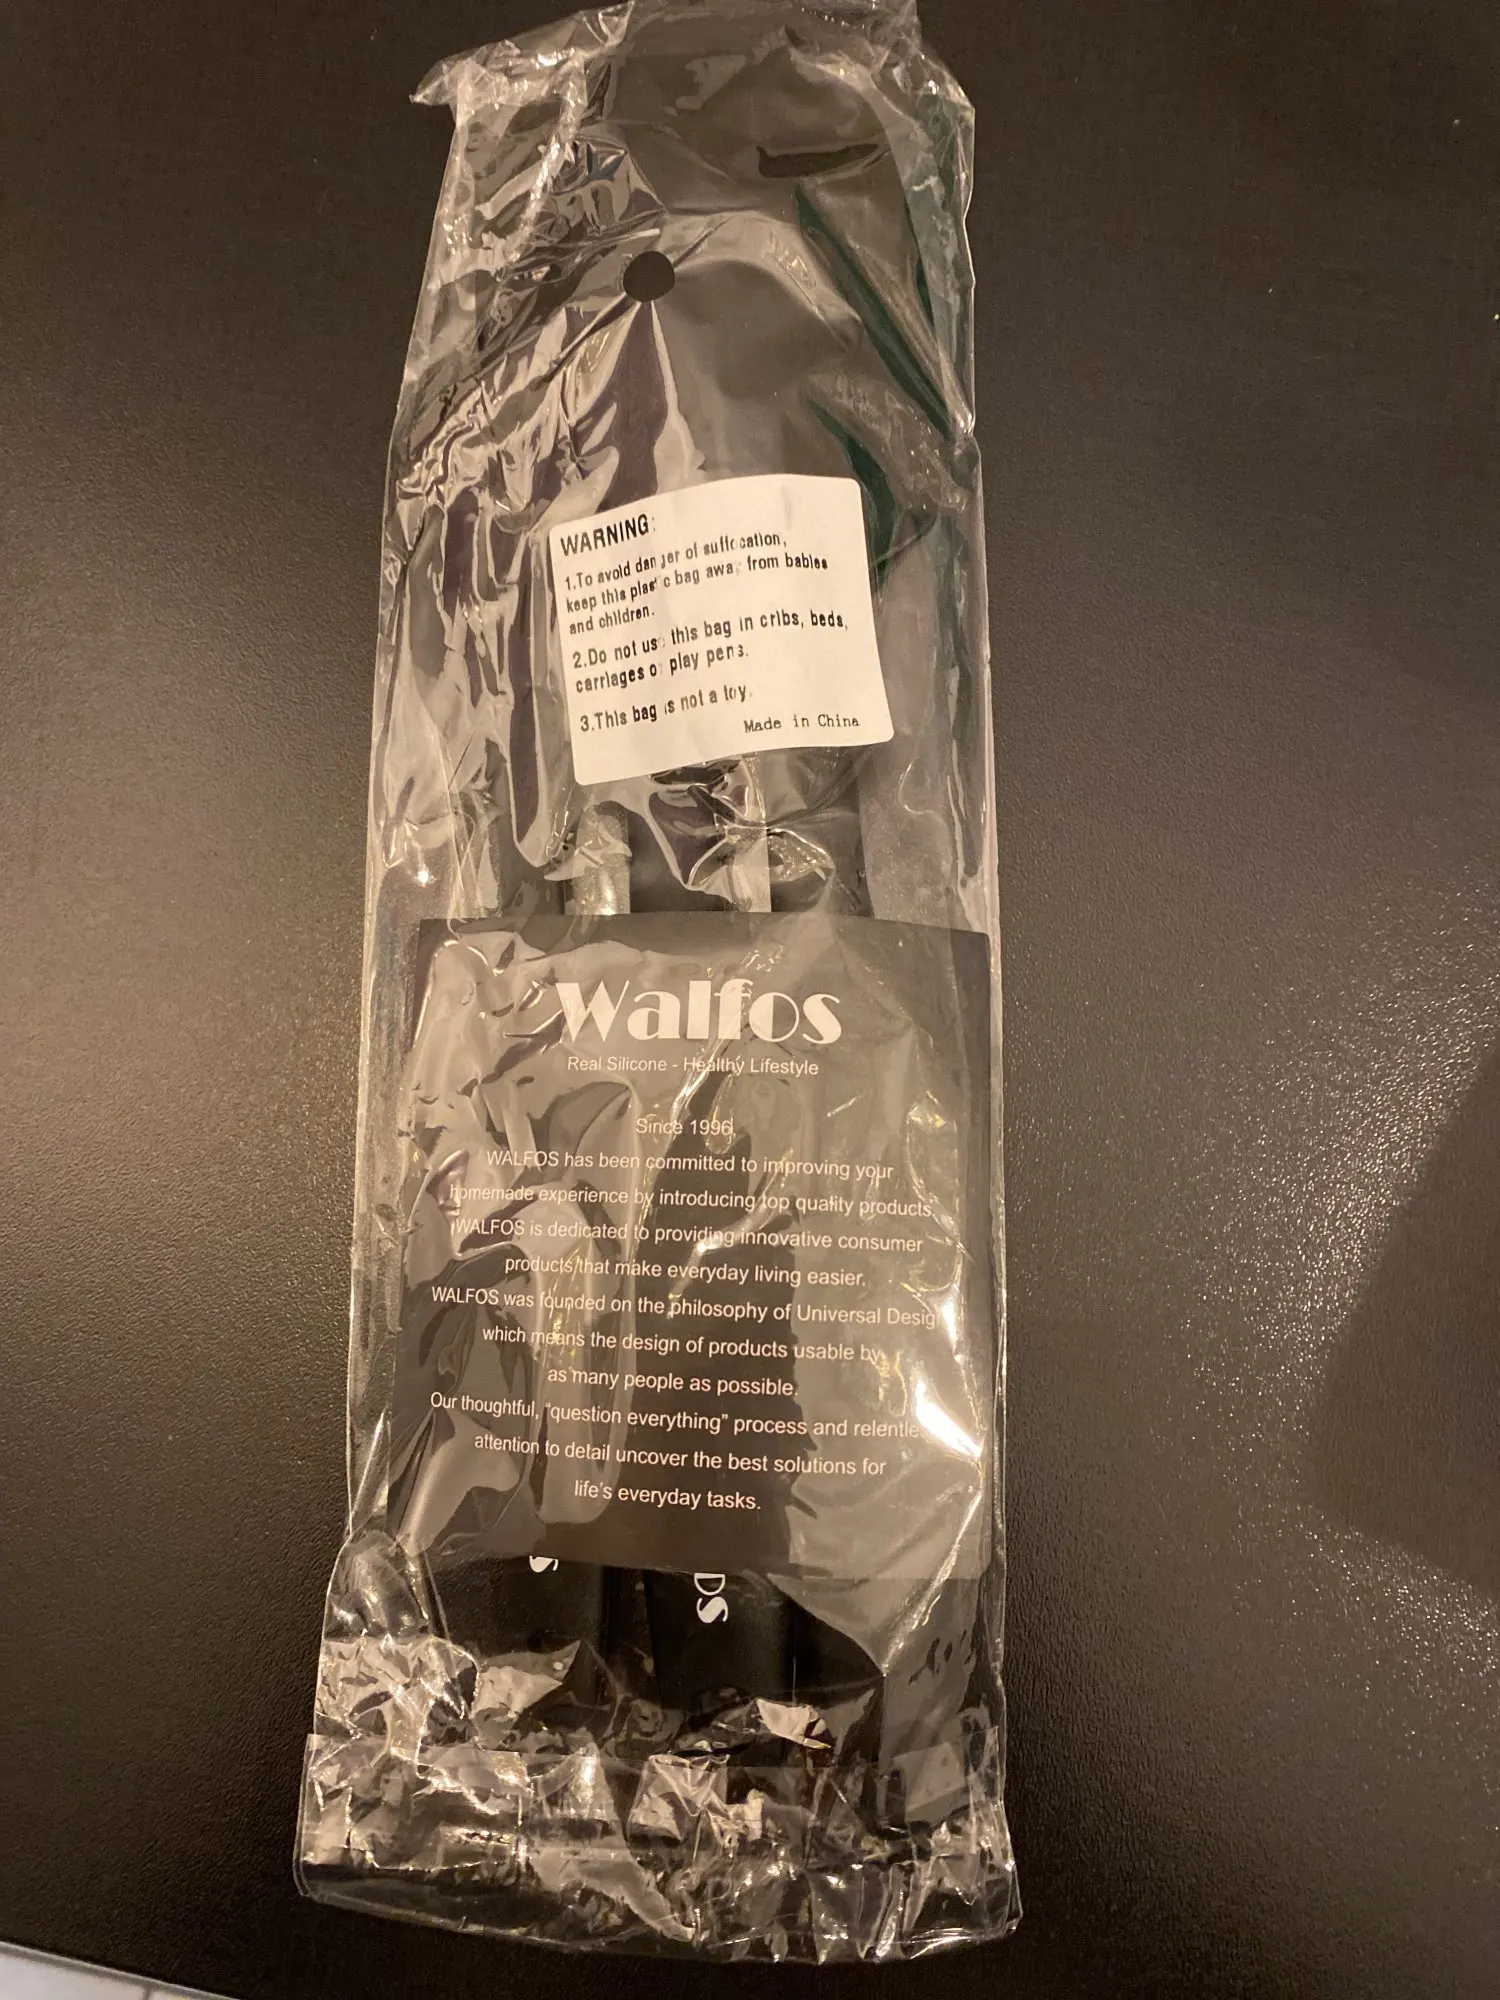 WARNING:
1.To avoid danger of suffocation,
keep this plastic bag away from babies
and children.
2.Do not use this bag in cribs, beds,
carriages or play pens.
3.This bag is not a toy.
Made in China
Walfos
Real Silicone - Healthy Lifestyle
Since 1996
WALFOS has been committed to improving your
homemade experience by introducing top quality products.
WALFOS is dedicated to providing innovative consumer
products that make everyday living easier.
WALFOS was founded on the philosophy of Universal Desig
which means the design of products usable by
as many people as possible.
Our thoughtful, "question everything" process and relentle
attention to detail uncover the best solutions for
life's everyday tasks.
S
DS